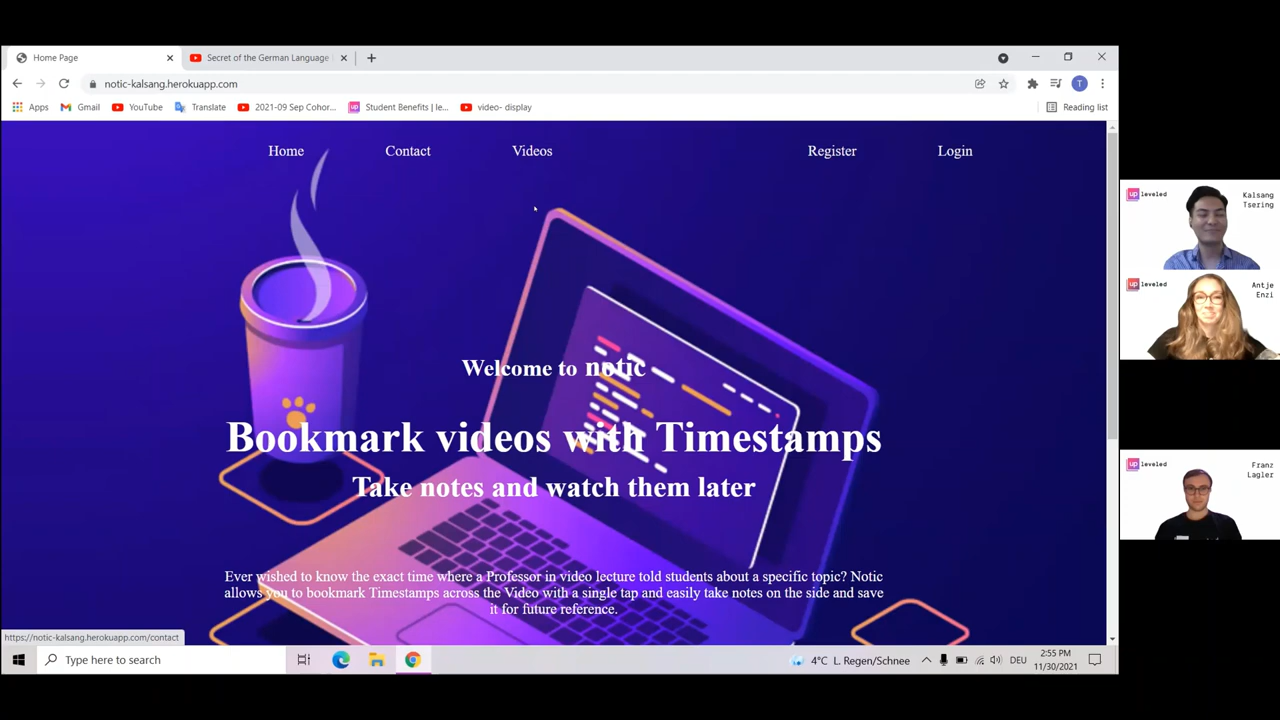 Home Page
Secret of the German Language
notic-kalsang.herokuapp.com
Apps
Gmail
YouTube
Translate
2021-09 Sep Cohor...
Student Benefits | le...
video- display
Reading list
T
Home
Contact
Videos
Register
Login
Welcome to notic
Bookmark videos with Timestamps
Take notes and watch them later
Ever wished to know the exact time where a Professor in video lecture told students about a specific topic? Notic
allows you to bookmark Timestamps across the Video with a single tap and easily take notes on the side and save
it for future reference.
https://notic-kalsang.herokuapp.com/contact
Type here to search
4°C L. Regen/Schnee
DEU
2:55 PM
11/30/2021
up leveled
Kalsang
Tsering
up leveled
Antje
Enzi
up leveled
Franz
Lagler